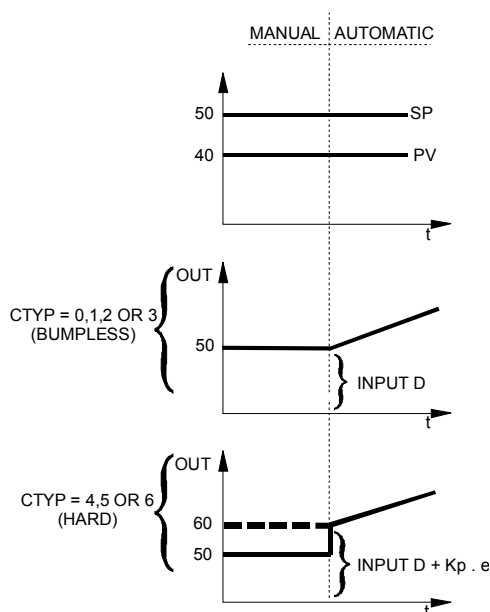 MANUAL AUTOMATIC
50 SP
40 PV
t
OUT
CTYP = 0,1,2 OR 3
(BUMPLESS)
50
INPUT D
t
OUT
CTYP = 4,5 OR 6
(HARD)
60
50
INPUT D + Kp . e
t